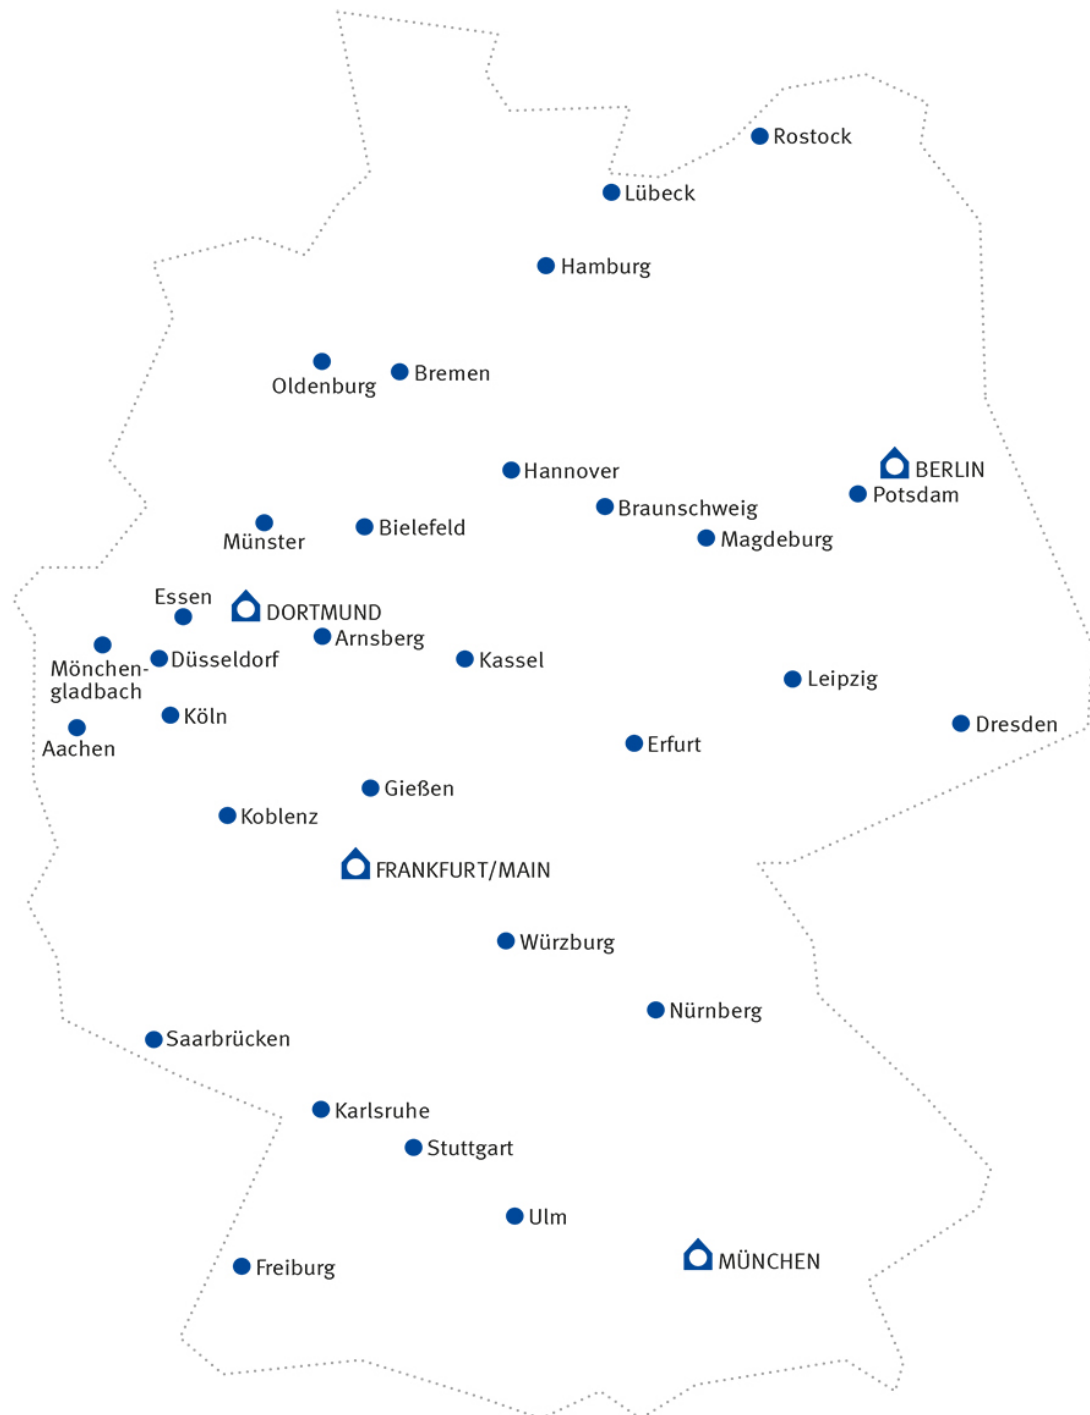 Rostock
Lübeck
Hamburg
Oldenburg
Bremen
Hannover
BERLIN
Potsdam
Braunschweig
Magdeburg
Münster
Bielefeld
Essen
DORTMUND
Arnsberg
Mönchen-
gladbach
Düsseldorf
Kassel
Leipzig
Köln
Aachen
Dresden
Erfurt
Gießen
Koblenz
FRANKFURT/MAIN
Würzburg
Nürnberg
Saarbrücken
Karlsruhe
Stuttgart
Ulm
MÜNCHEN
Freiburg